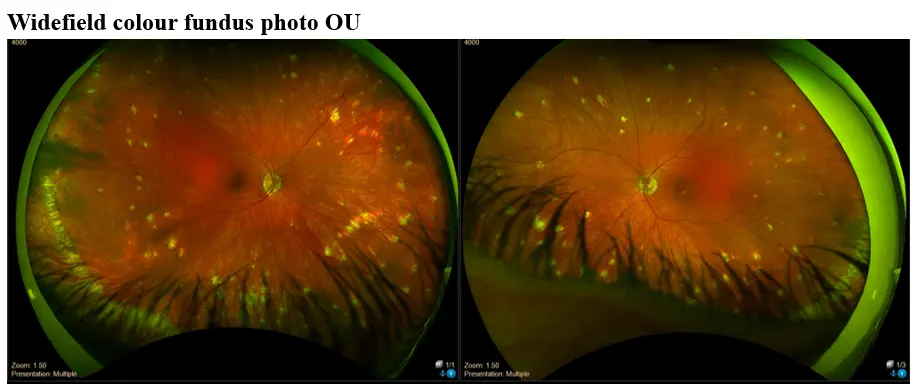 Widefield colour fundus photo OU
4000
4000
Zoom: 1.50
Presentation: Multiple
1/1
Zoom: 1.50
Presentation: Multiple
1/3